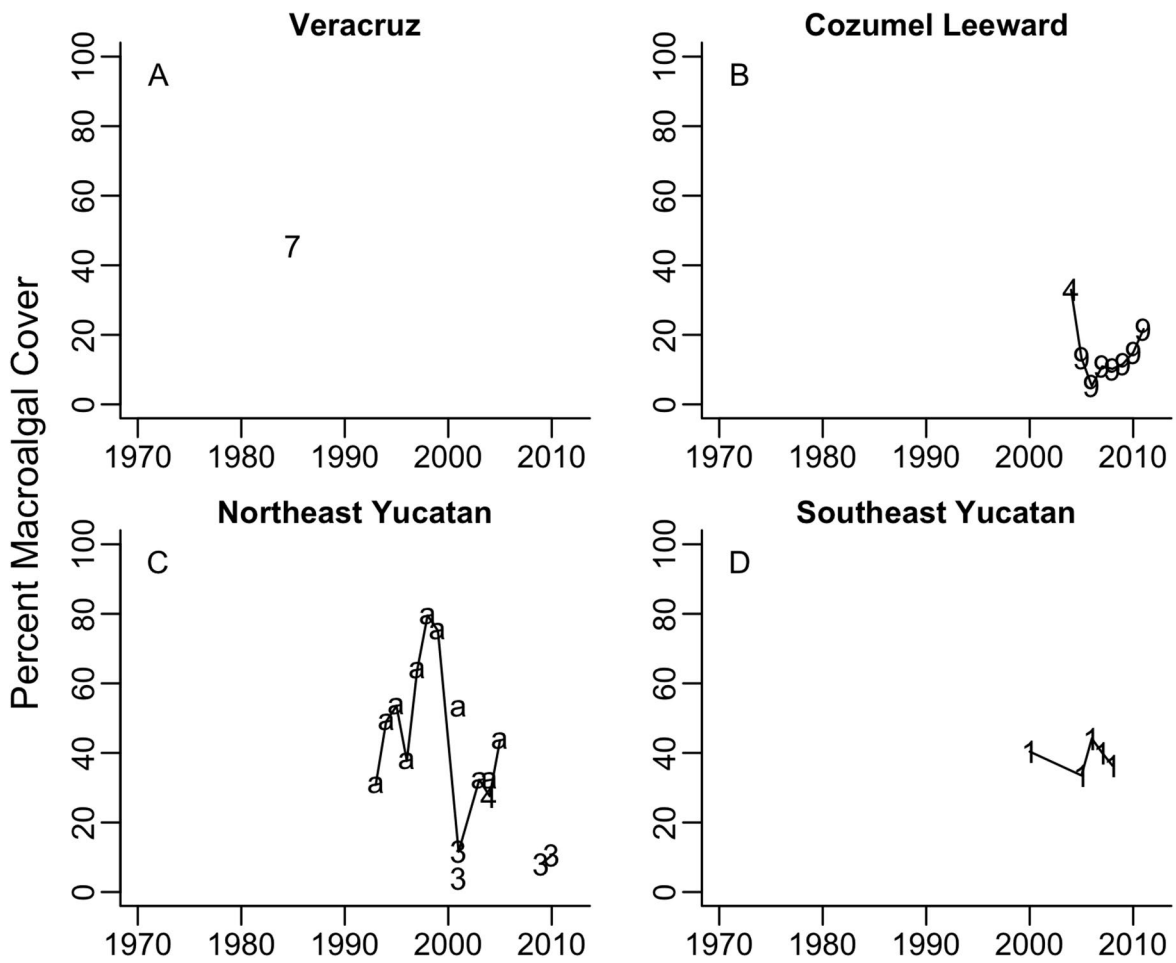 Percent Macroalgal Cover
Veracruz
A
100
80
60
40
20
0
7
1970 1980 1990 2000 2010
Cozumel Leeward
B
100
80
60
40
20
0
4
9 9 9 9 9 9 9
1970 1980 1990 2000 2010
Northeast Yucatan
C
100
80
60
40
20
0
a a a a a a a a a a a
4
3 3 3 3
1970 1980 1990 2000 2010
Southeast Yucatan
D
100
80
60
40
20
0
1 1 1 1 1
1970 1980 1990 2000 2010